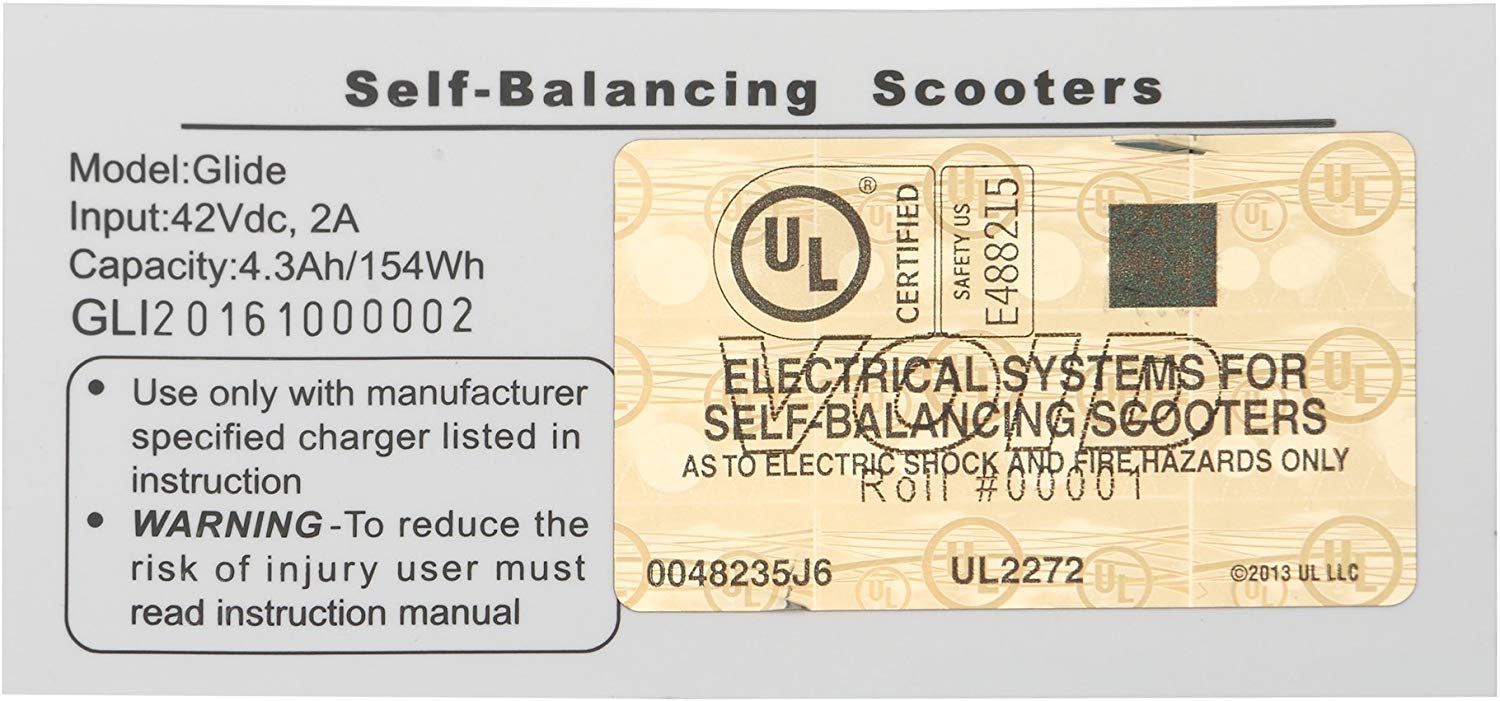 Self-Balancing Scooters
Model:Glide
Input:42Vdc, 2A
Capacity:4.3Ah/154Wh
GLI20161000002
• Use only with manufacturer
specified charger listed in
instruction
• WARNING-To reduce the
risk of injury user must
read instruction manual
UL ®
CERTIFIED
SAFETY US
E488215
VOID
ELECTRICAL SYSTEMS FOR
SELF-BALANCING SCOOTERS
AS TO ELECTRIC SHOCK AND FIRE HAZARDS ONLY
Roll #00001
0048235J6
UL2272
©2013 UL LLC